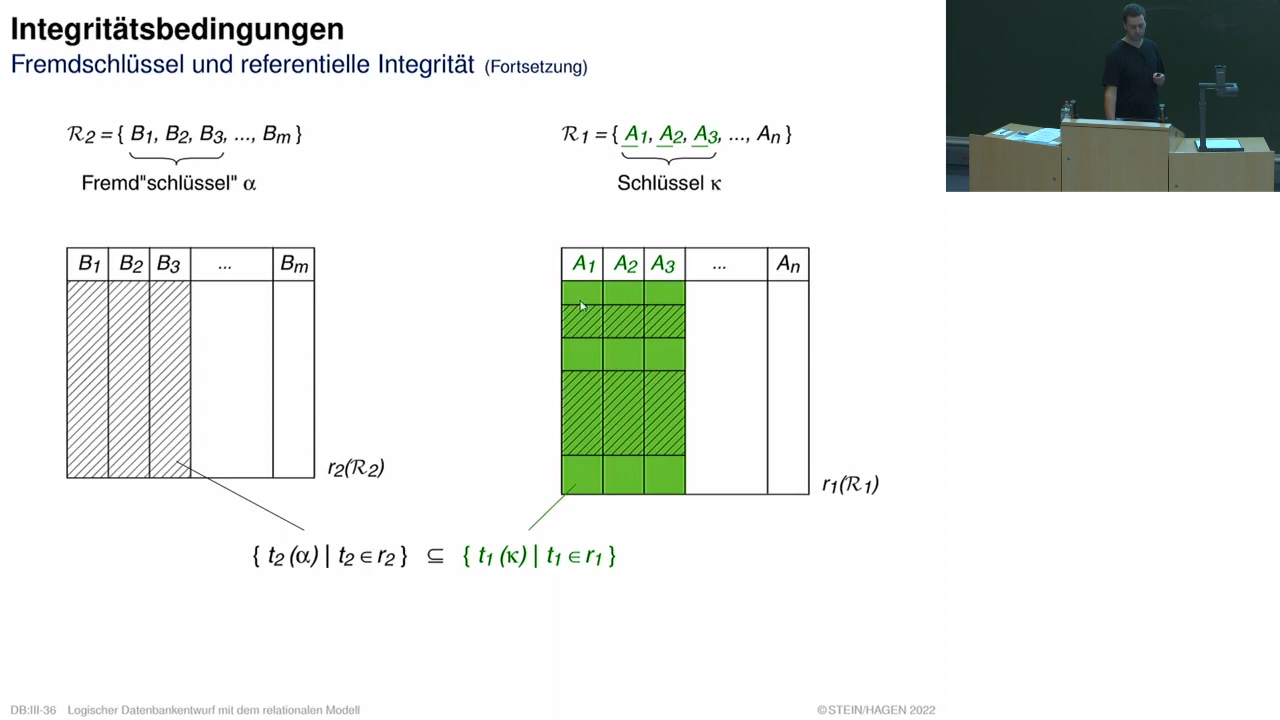 Integritätsbedingungen
Fremdschlüssel und referentielle Integrität (Fortsetzung)
ℛ2 = { B1, B2, B3, ..., Bm }
Fremd"schlüssel" α
ℛ1 = { A1, A2, A3, ..., An }
Schlüssel κ
B1 B2 B3 ... Bm
r2(ℛ2)
A1 A2 A3 ... An
r1(ℛ1)
{ t2 (α) | t2 ∈ r2 } ⊆ { t1 (κ) | t1 ∈ r1 }
DB:III-36 Logischer Datenbankentwurf mit dem relationalen Modell
©STEIN/HAGEN 2022